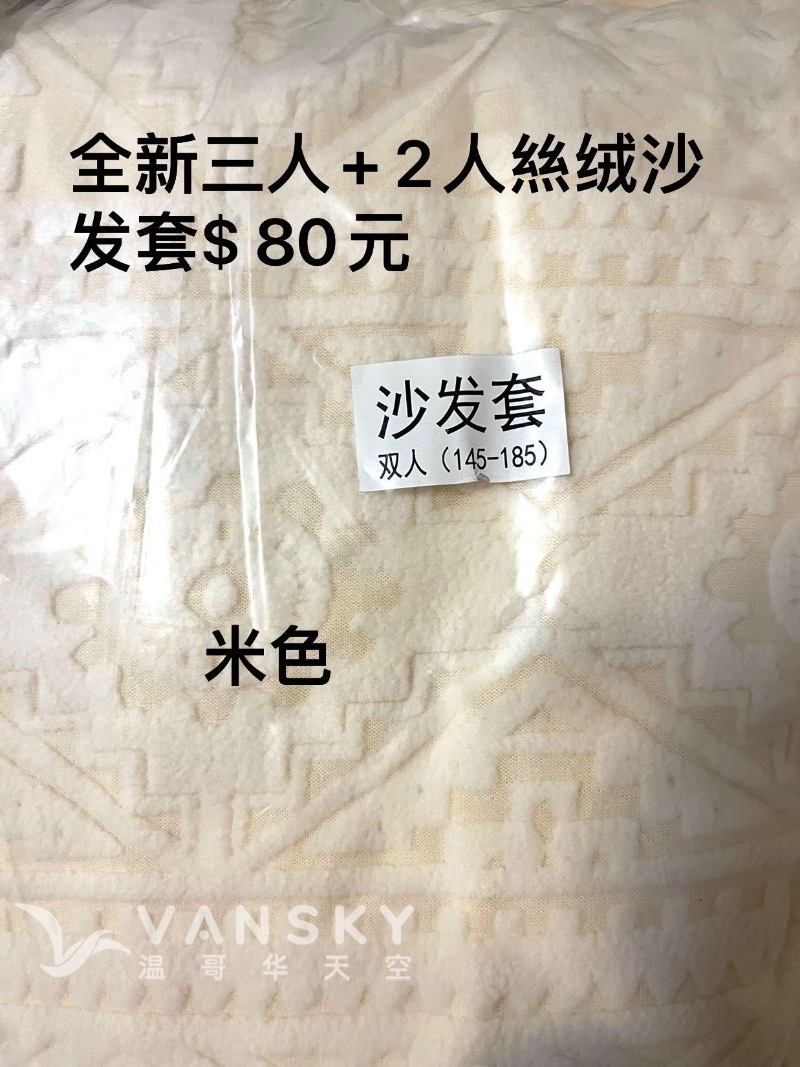 全新三人+2人絲绒沙
发套$80元
沙发套
双人（145-185）
米色
VANSKY
温哥华天空